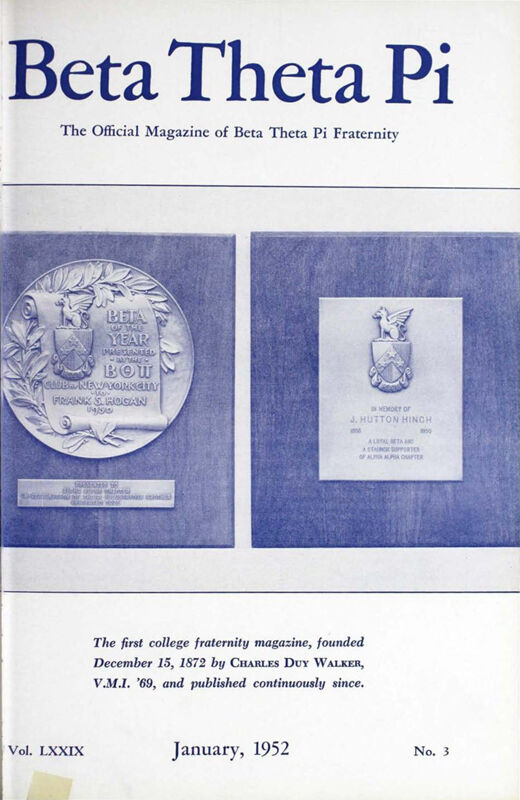 Beta Theta Pi
The Official Magazine of Beta Theta Pi Fraternity
BETA
OF THE
YEAR
PRESENTED
BY THE
B Θ Π
CLUB OF NEW YORK CITY
TO
FRANK S. HOGAN
1950
PRESENTED TO
IN MEMORY OF
J. HUTTON HINCH
1950
A LOYAL BETA AND
A STAUNCH SUPPORTER
OF ALPHA ALPHA CHAPTER
The first college fraternity magazine, founded
December 15, 1872 by CHARLES DUY WALKER,
V.M.I. '69, and published continuously since.
Vol. LXXIX January, 1952 No. 3